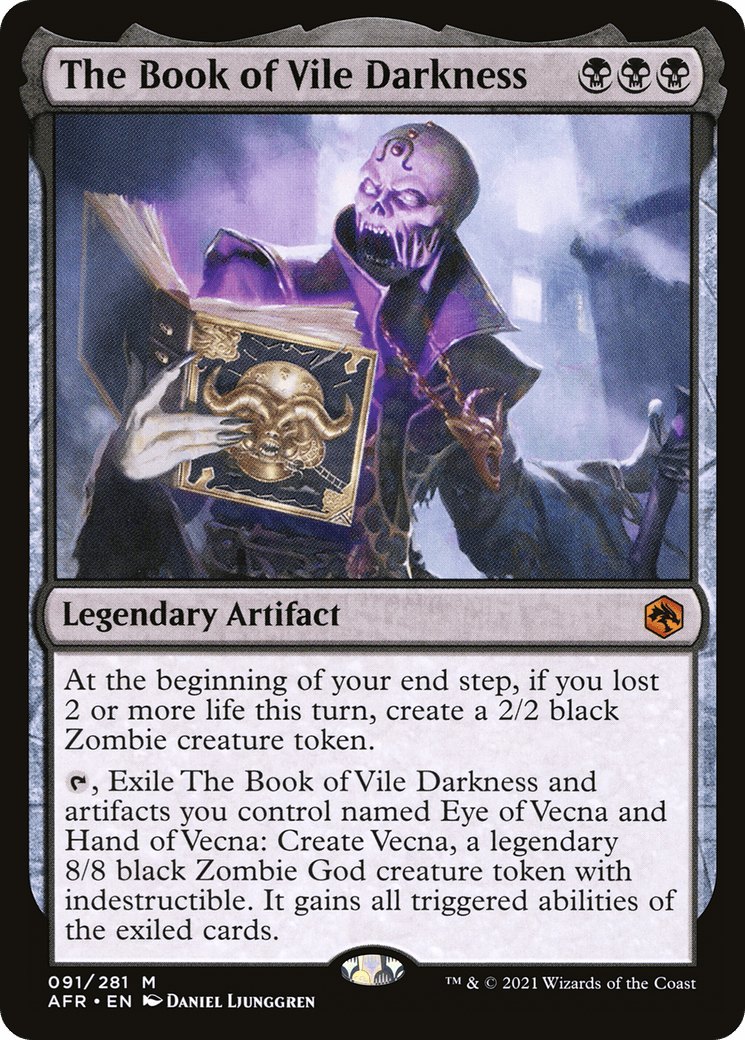 The Book of Vile Darkness
Legendary Artifact
At the beginning of your end step, if you lost
2 or more life this turn, create a 2/2 black
Zombie creature token.
, Exile The Book of Vile Darkness and
artifacts you control named Eye of Vecna and
Hand of Vecna: Create Vecna, a legendary
8/8 black Zombie God creature token with
indestructible. It gains all triggered abilities of
the exiled cards.
091/281 M
AFR • EN Daniel Ljunggren
™ & © 2021 Wizards of the Coast